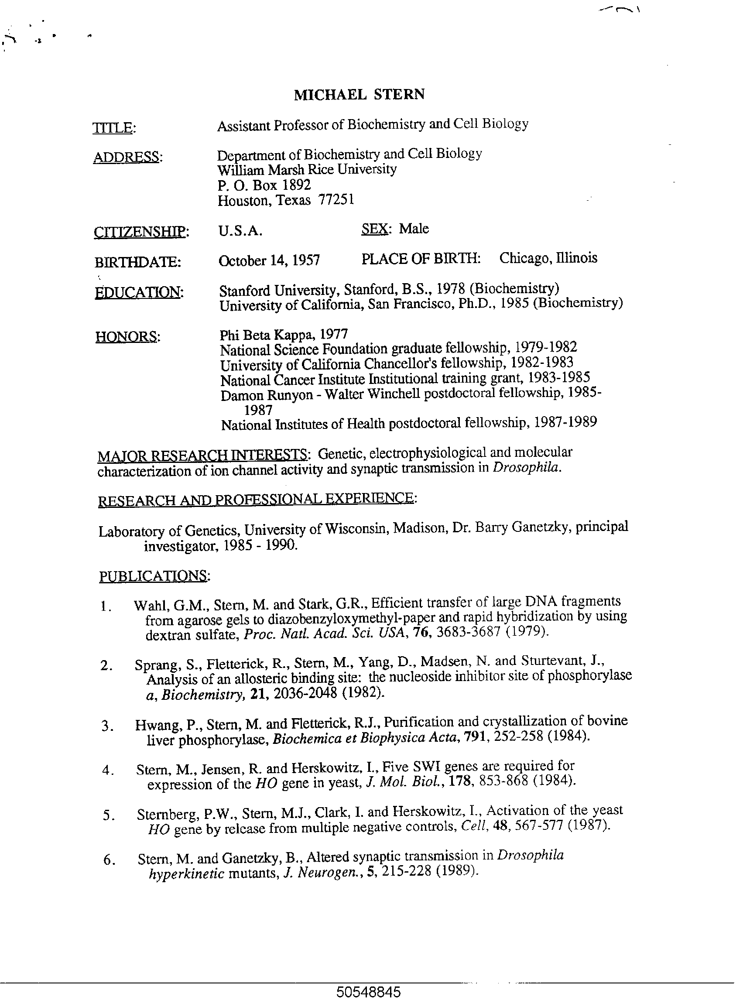 MICHAEL STERN
TITLE: Assistant Professor of Biochemistry and Cell Biology
ADDRESS: Department of Biochemistry and Cell Biology
William Marsh Rice University
P. O. Box 1892
Houston, Texas 77251
CITIZENSHIP: U.S.A. SEX: Male
BIRTHDATE: October 14, 1957 PLACE OF BIRTH: Chicago, Illinois
EDUCATION: Stanford University, Stanford, B.S., 1978 (Biochemistry)
University of California, San Francisco, Ph.D., 1985 (Biochemistry)
HONORS: Phi Beta Kappa, 1977
National Science Foundation graduate fellowship, 1979-1982
University of California Chancellor's fellowship, 1982-1983
National Cancer Institute Institutional training grant, 1983-1985
Damon Runyon - Walter Winchell postdoctoral fellowship, 1985-
1987
National Institutes of Health postdoctoral fellowship, 1987-1989
MAJOR RESEARCH INTERESTS: Genetic, electrophysiological and molecular
characterization of ion channel activity and synaptic transmission in Drosophila.
RESEARCH AND PROFESSIONAL EXPERIENCE:
Laboratory of Genetics, University of Wisconsin, Madison, Dr. Barry Ganetzky, principal
investigator, 1985 - 1990.
PUBLICATIONS:
1. Wahl, G.M., Stern, M. and Stark, G.R., Efficient transfer of large DNA fragments
from agarose gels to diazobenzyloxymethyl-paper and rapid hybridization by using
dextran sulfate, Proc. Natl. Acad. Sci. USA, 76, 3683-3687 (1979).
2. Sprang, S., Fletterick, R., Stern, M., Yang, D., Madsen, N. and Sturtevant, J.,
Analysis of an allosteric binding site: the nucleoside inhibitor site of phosphorylase
a, Biochemistry, 21, 2036-2048 (1982).
3. Hwang, P., Stern, M. and Fletterick, R.J., Purification and crystallization of bovine
liver phosphorylase, Biochemica et Biophysica Acta, 791, 252-258 (1984).
4. Stern, M., Jensen, R. and Herskowitz, I., Five SWI genes are required for
expression of the HO gene in yeast, J. Mol. Biol., 178, 853-868 (1984).
5. Sternberg, P.W., Stern, M.J., Clark, I. and Herskowitz, I., Activation of the yeast
HO gene by release from multiple negative controls, Cell, 48, 567-577 (1987).
6. Stern, M. and Ganetzky, B., Altered synaptic transmission in Drosophila
hyperkinetic mutants, J. Neurogen., 5, 215-228 (1989).
50548845